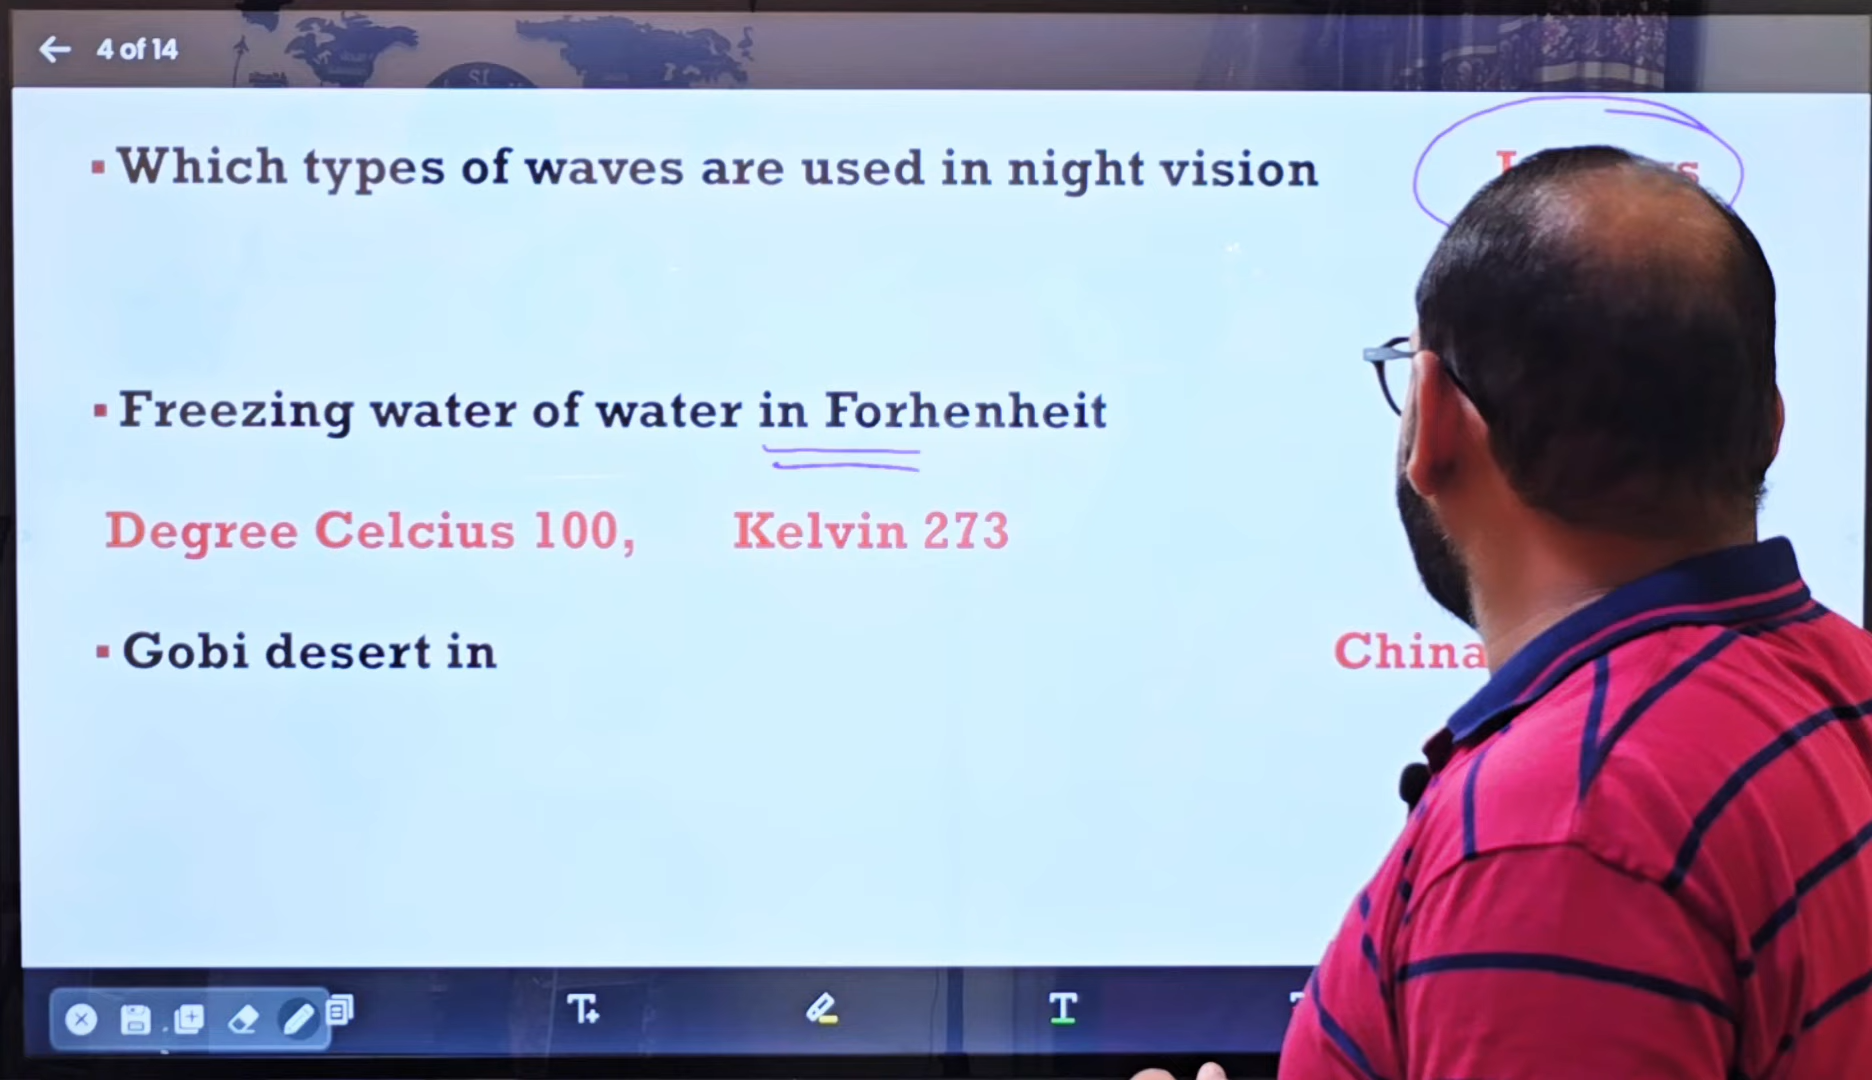 4 of 14
Which types of waves are used in night vision
Freezing water of water in Forhenheit
Degree Celcius 100, Kelvin 273
Gobi desert in China